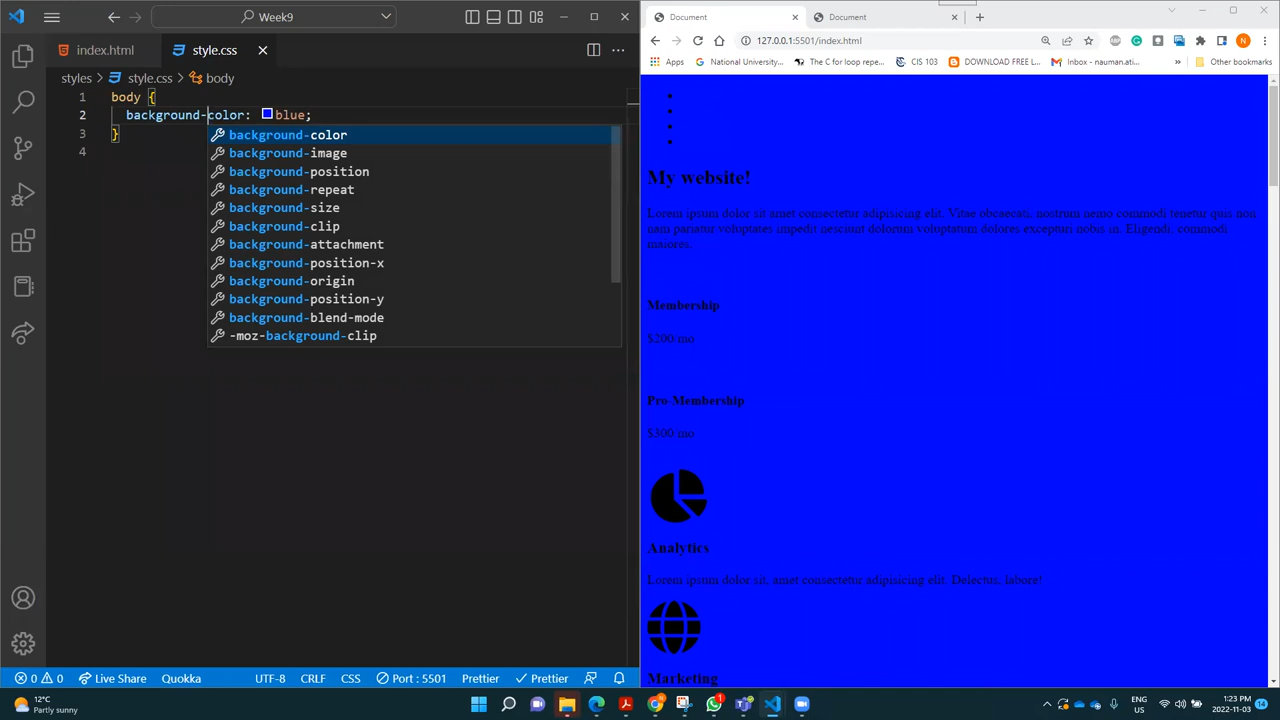 Week9
index.html
style.css
styles > style.css > body
1 body {
2 background-color: blue;
3 }
4
background-color
background-image
background-position
background-repeat
background-size
background-clip
background-attachment
background-position-x
background-origin
background-position-y
background-blend-mode
-moz-background-clip
0 0 Live Share UTF-8 CRLF CSS Port : 5501 Prettier Prettier
Quokka
Document
Document
127.0.0.1:5501/index.html
N
Apps National University... The C for loop repe... CIS 103 DOWNLOAD FREE L... Inbox - nauman.ati... » Other bookmarks
My website!
Lorem ipsum dolor sit amet consectetur adipisicing elit. Vitae obcaecati, nostrum nemo commodi tenetur quis non
nam pariatur voluptates impedit nesciunt dolorum voluptatum dolores excepturi nobis in. Eligendi, commodi
maiores.
Membership
$200 mo
Pro-Membership
$300 mo
Analytics
Lorem ipsum dolor sit, amet consectetur adipisicing elit. Delectus, labore!
Marketing
12°C
Partly sunny
1
ENG
US
1:23 PM
2022-11-03
14